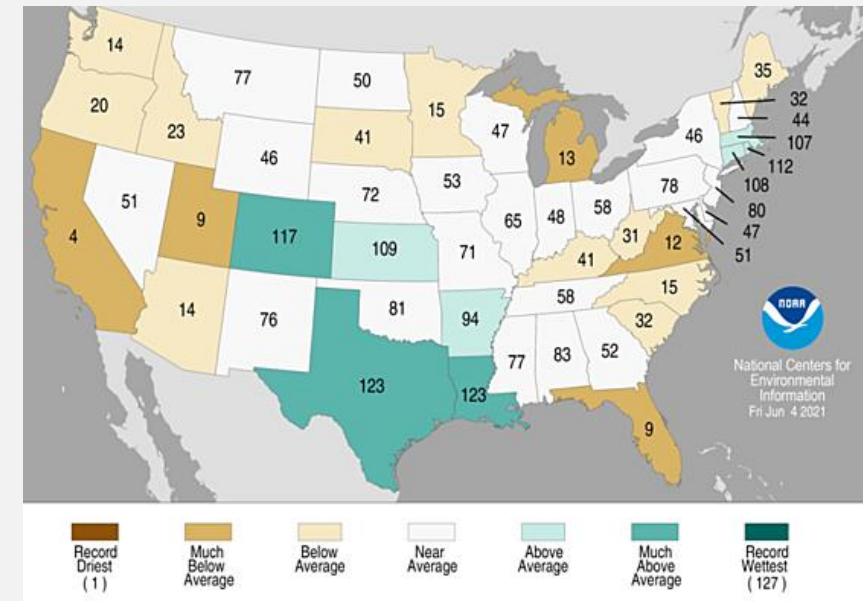 14
77
50
35
20
23
15
41
47
32
44
46
107
112
108
13
46
51
72
53
78
80
47
51
4
9
117
109
65
48
58
71
31
12
41
14
76
81
94
58
15
32
123
123
77
83
52
9
NOAA
National Centers for
Environmental
Information
Fri Jun 4 2021
Record
Driest
( 1 )
Much
Below
Average
Below
Average
Near
Average
Above
Average
Much
Above
Average
Record
Wettest
( 127 )